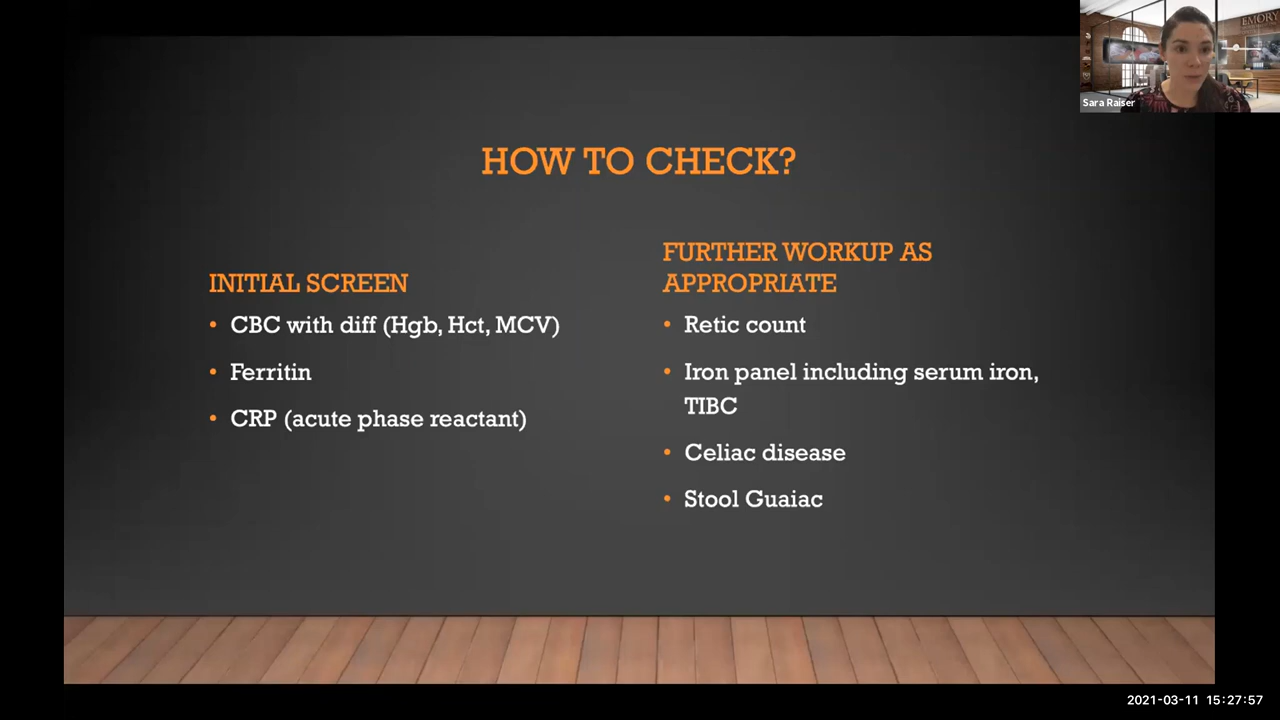 EMORY
Sara Raiser
HOW TO CHECK?
INITIAL SCREEN
• CBC with diff (Hgb, Hct, MCV)
• Ferritin
• CRP (acute phase reactant)
FURTHER WORKUP AS
APPROPRIATE
• Retic count
• Iron panel including serum iron,
TIBC
• Celiac disease
• Stool Guaiac
2021-03-11 15:27:57